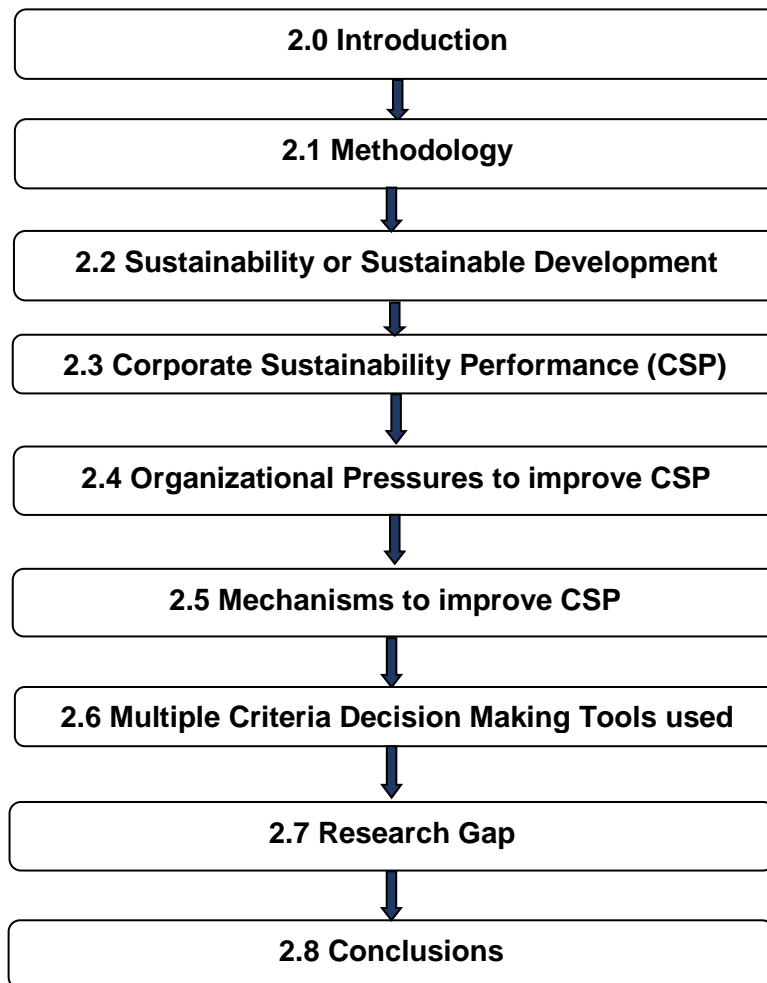 2.0 Introduction
2.1 Methodology
2.2 Sustainability or Sustainable Development
2.3 Corporate Sustainability Performance (CSP)
2.4 Organizational Pressures to improve CSP
2.5 Mechanisms to improve CSP
2.6 Multiple Criteria Decision Making Tools used
2.7 Research Gap
2.8 Conclusions